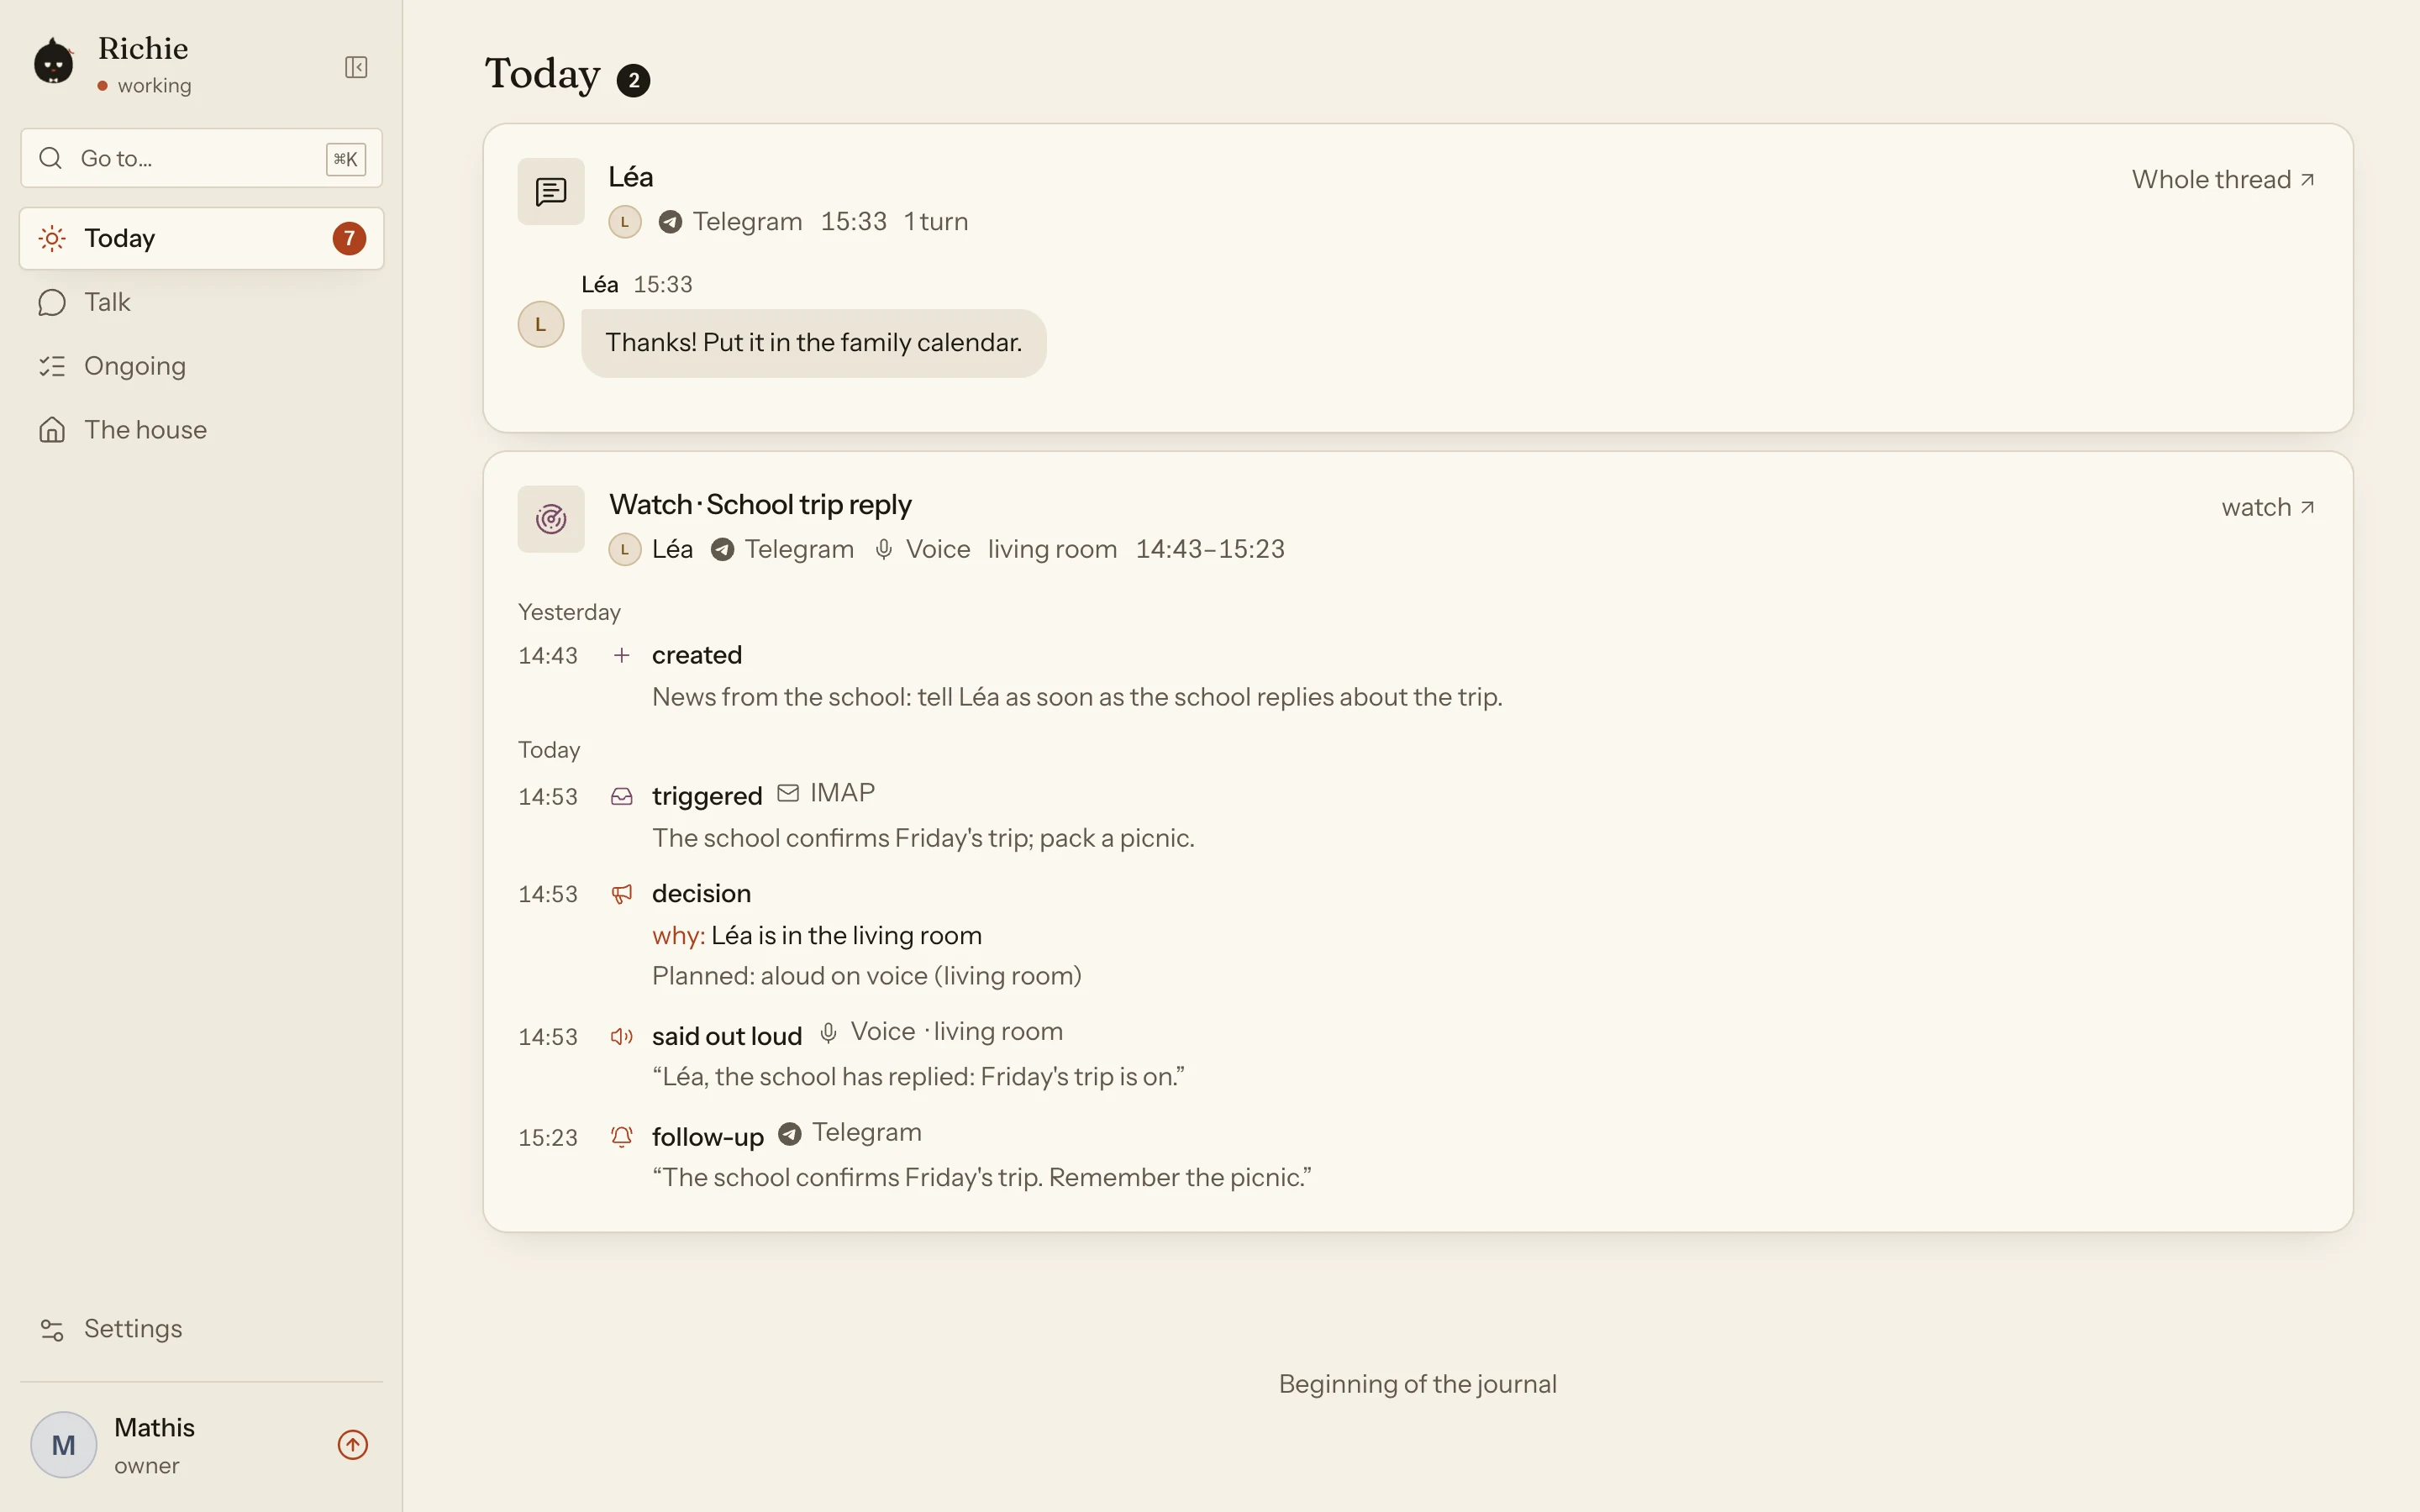 Richie
working
Go to...
⌘K
Today
7
Talk
Ongoing
The house
Settings
M
Mathis
owner
Today 2
Léa
Whole thread
L Telegram 15:33 1 turn
Léa 15:33
L
Thanks! Put it in the family calendar.
Watch · School trip reply
watch
L Léa Telegram Voice living room 14:43–15:23
Yesterday
14:43 created
News from the school: tell Léa as soon as the school replies about the trip.
Today
14:53 triggered IMAP
The school confirms Friday's trip; pack a picnic.
14:53 decision
why: Léa is in the living room
Planned: aloud on voice (living room)
14:53 said out loud Voice · living room
“Léa, the school has replied: Friday's trip is on.”
15:23 follow-up Telegram
“The school confirms Friday's trip. Remember the picnic.”
Beginning of the journal